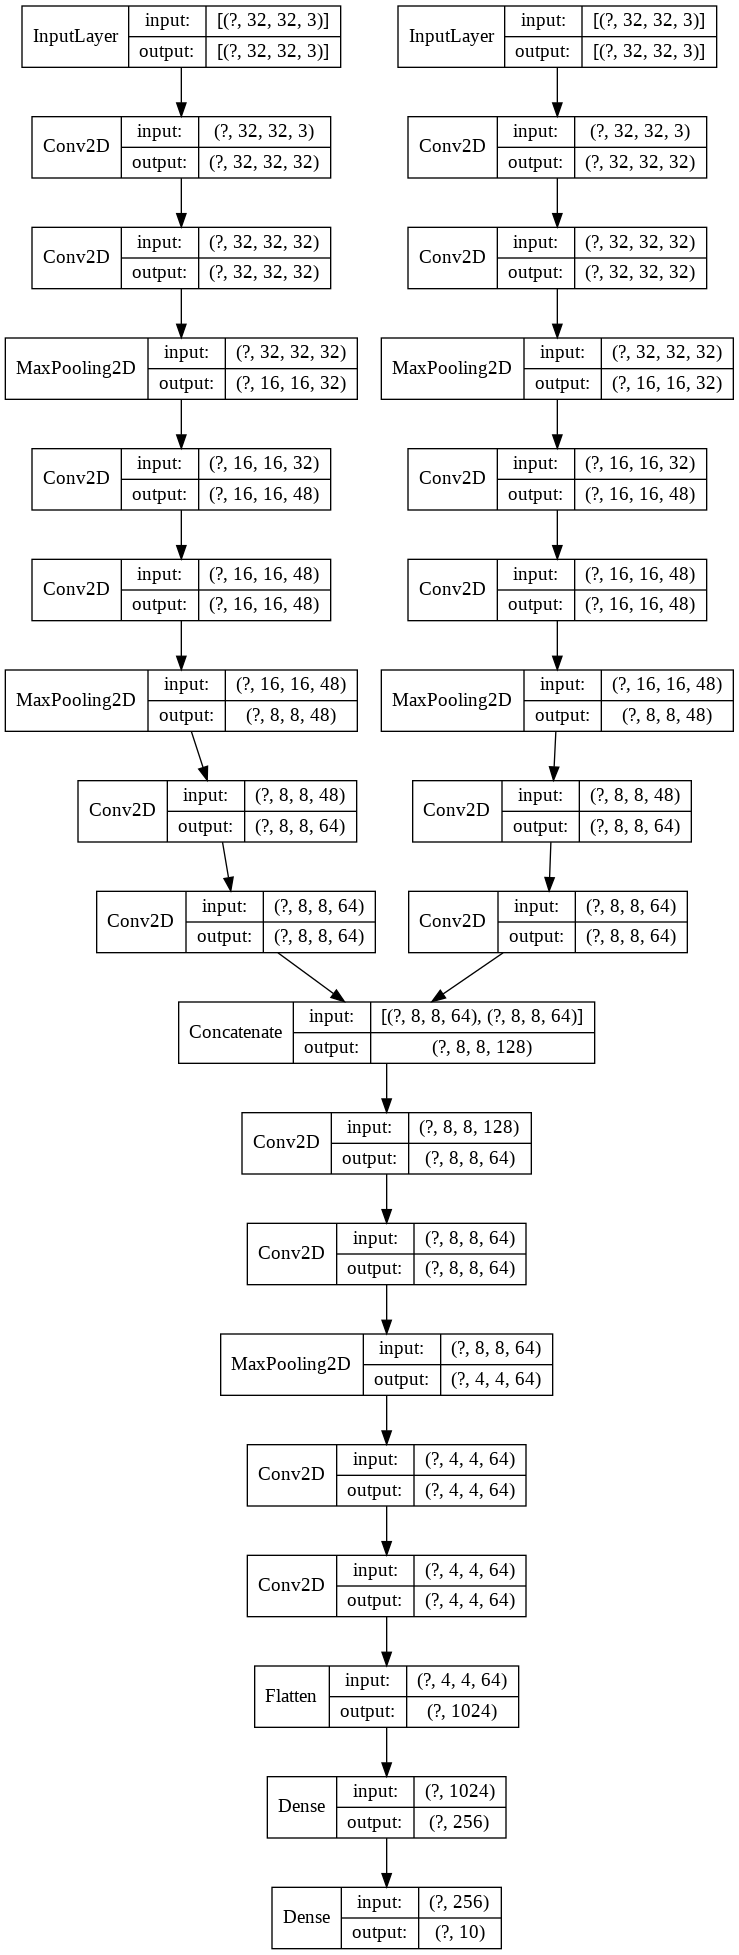 InputLayer input: [(?, 32, 32, 3)]
output: [(?, 32, 32, 3)]
InputLayer input: [(?, 32, 32, 3)]
output: [(?, 32, 32, 3)]
Conv2D input: (?, 32, 32, 3)
output: (?, 32, 32, 32)
Conv2D input: (?, 32, 32, 3)
output: (?, 32, 32, 32)
Conv2D input: (?, 32, 32, 32)
output: (?, 32, 32, 32)
Conv2D input: (?, 32, 32, 32)
output: (?, 32, 32, 32)
MaxPooling2D input: (?, 32, 32, 32)
output: (?, 16, 16, 32)
MaxPooling2D input: (?, 32, 32, 32)
output: (?, 16, 16, 32)
Conv2D input: (?, 16, 16, 32)
output: (?, 16, 16, 48)
Conv2D input: (?, 16, 16, 32)
output: (?, 16, 16, 48)
Conv2D input: (?, 16, 16, 48)
output: (?, 16, 16, 48)
Conv2D input: (?, 16, 16, 48)
output: (?, 16, 16, 48)
MaxPooling2D input: (?, 16, 16, 48)
output: (?, 8, 8, 48)
MaxPooling2D input: (?, 16, 16, 48)
output: (?, 8, 8, 48)
Conv2D input: (?, 8, 8, 48)
output: (?, 8, 8, 64)
Conv2D input: (?, 8, 8, 48)
output: (?, 8, 8, 64)
Conv2D input: (?, 8, 8, 64)
output: (?, 8, 8, 64)
Conv2D input: (?, 8, 8, 64)
output: (?, 8, 8, 64)
Concatenate input: [(?, 8, 8, 64), (?, 8, 8, 64)]
output: (?, 8, 8, 128)
Conv2D input: (?, 8, 8, 128)
output: (?, 8, 8, 64)
Conv2D input: (?, 8, 8, 64)
output: (?, 8, 8, 64)
MaxPooling2D input: (?, 8, 8, 64)
output: (?, 4, 4, 64)
Conv2D input: (?, 4, 4, 64)
output: (?, 4, 4, 64)
Conv2D input: (?, 4, 4, 64)
output: (?, 4, 4, 64)
Flatten input: (?, 4, 4, 64)
output: (?, 1024)
Dense input: (?, 1024)
output: (?, 256)
Dense input: (?, 256)
output: (?, 10)